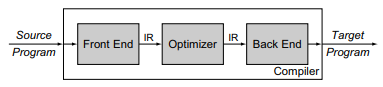 Source
Program
Front End
IR
Optimizer
IR
Back End
Compiler
Target
Program